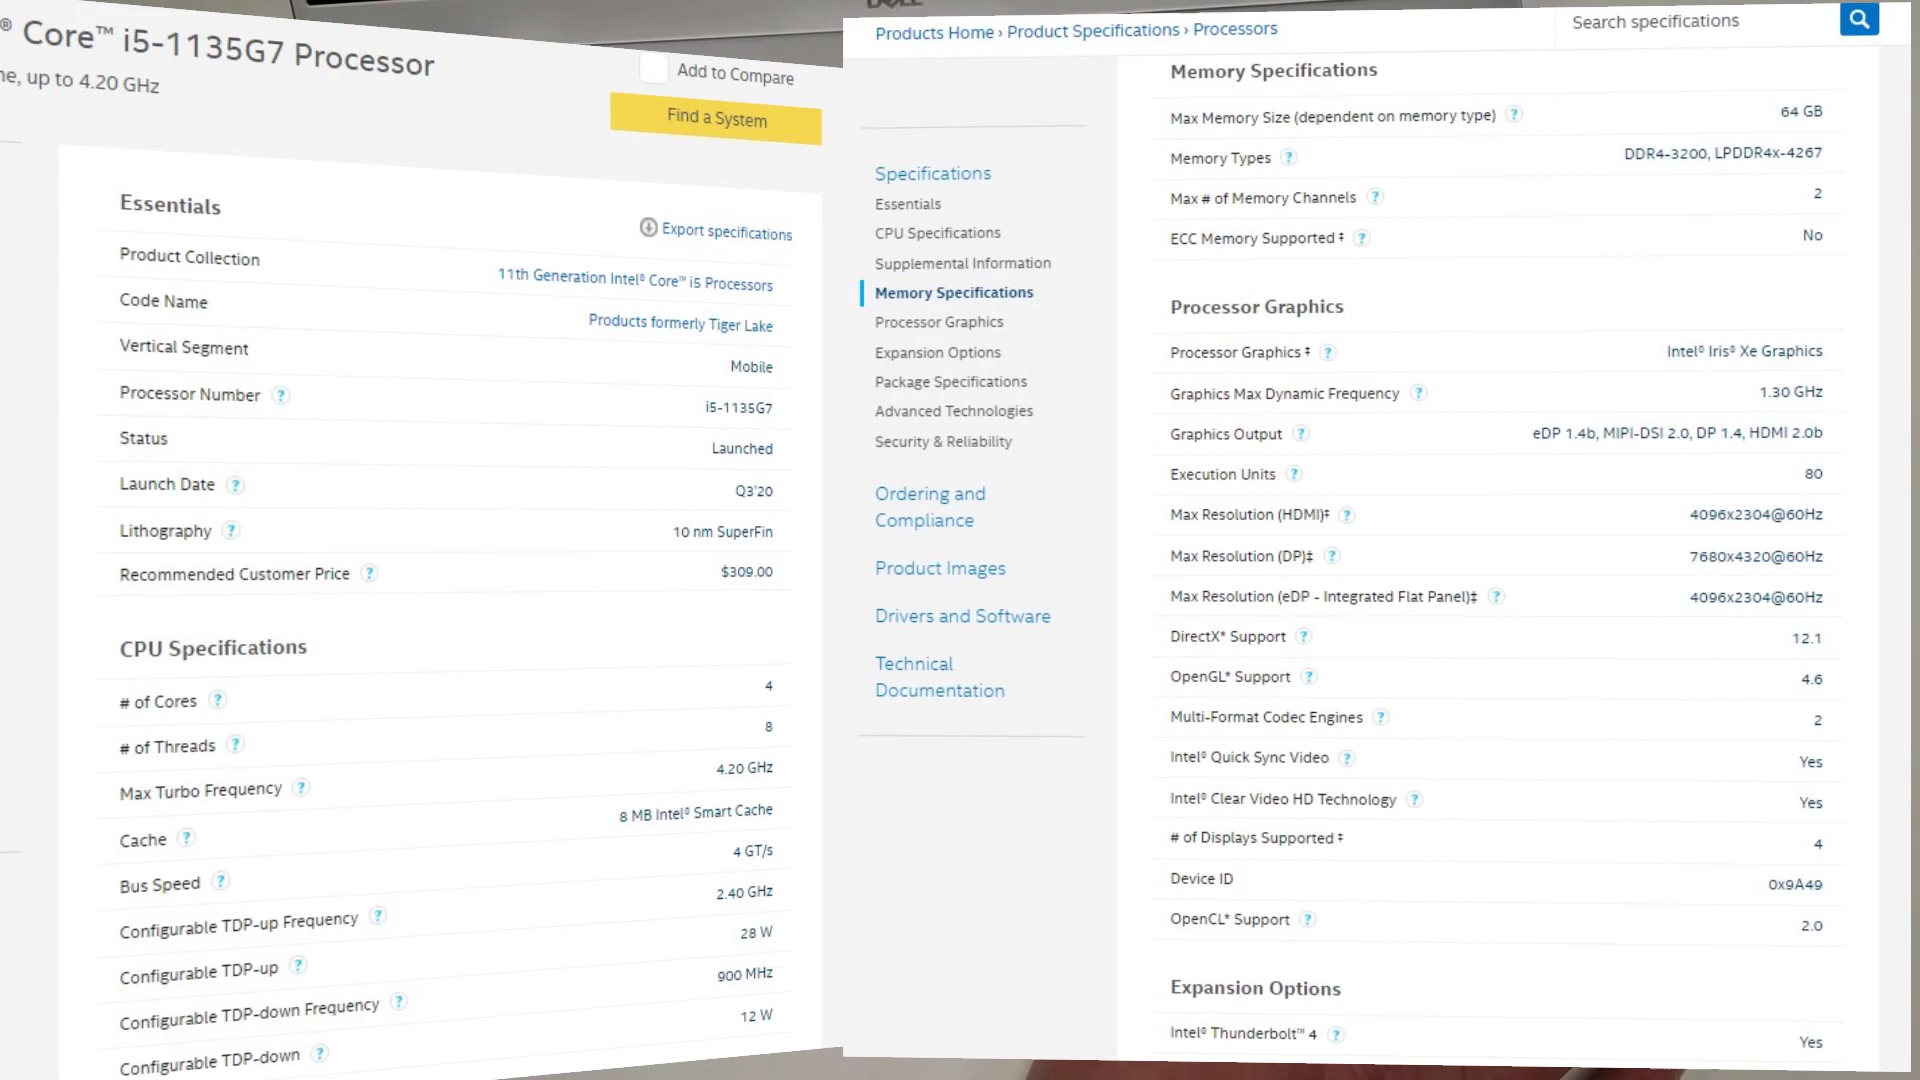 ® Core™ i5-1135G7 Processor
up to 4.20 GHz
Add to Compare
Find a System
Essentials
Export specifications
Product Collection 11th Generation Intel® Core™ i5 Processors
Code Name Products formerly Tiger Lake
Vertical Segment Mobile
Processor Number ? i5-1135G7
Status Launched
Launch Date ? Q3'20
Lithography ? 10 nm SuperFin
Recommended Customer Price ? $309.00
CPU Specifications
# of Cores ? 4
# of Threads ? 8
Max Turbo Frequency ? 4.20 GHz
Cache ? 8 MB Intel® Smart Cache
Bus Speed ? 4 GT/s
Configurable TDP-up Frequency ? 2.40 GHz
Configurable TDP-up ? 28 W
Configurable TDP-down Frequency ? 900 MHz
Configurable TDP-down ? 12 W
DELL
Products Home › Product Specifications › Processors
Search specifications
Specifications
Essentials
CPU Specifications
Supplemental Information
Memory Specifications
Processor Graphics
Expansion Options
Package Specifications
Advanced Technologies
Security & Reliability
Ordering and
Compliance
Product Images
Drivers and Software
Technical
Documentation
Memory Specifications
Max Memory Size (dependent on memory type) ? 64 GB
Memory Types ? DDR4-3200, LPDDR4x-4267
Max # of Memory Channels ? 2
ECC Memory Supported ‡ ? No
Processor Graphics
Processor Graphics ‡ ? Intel® Iris® Xe Graphics
Graphics Max Dynamic Frequency ? 1.30 GHz
Graphics Output ? eDP 1.4b, MIPI-DSI 2.0, DP 1.4, HDMI 2.0b
Execution Units ? 80
Max Resolution (HDMI)‡ ? 4096x2304@60Hz
Max Resolution (DP)‡ ? 7680x4320@60Hz
Max Resolution (eDP - Integrated Flat Panel)‡ ? 4096x2304@60Hz
DirectX* Support ? 12.1
OpenGL* Support ? 4.6
Multi-Format Codec Engines ? 2
Intel® Quick Sync Video ? Yes
Intel® Clear Video HD Technology ? Yes
# of Displays Supported ‡ 4
Device ID 0x9A49
OpenCL* Support ? 2.0
Expansion Options
Intel® Thunderbolt™ 4 ? Yes